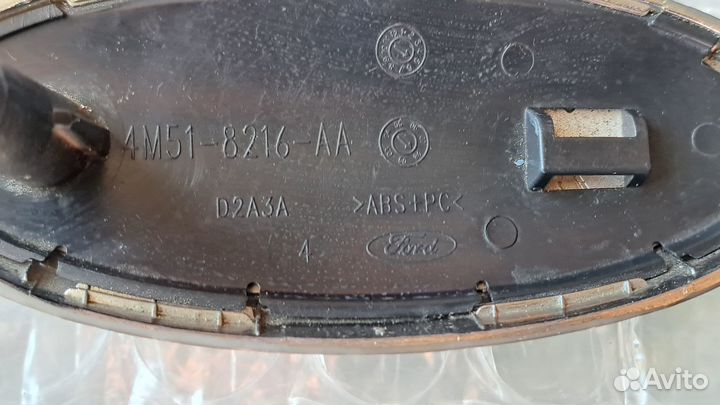 4M51-8216-AA
D2A3A >ABS+PC<
4 Ford
Avito